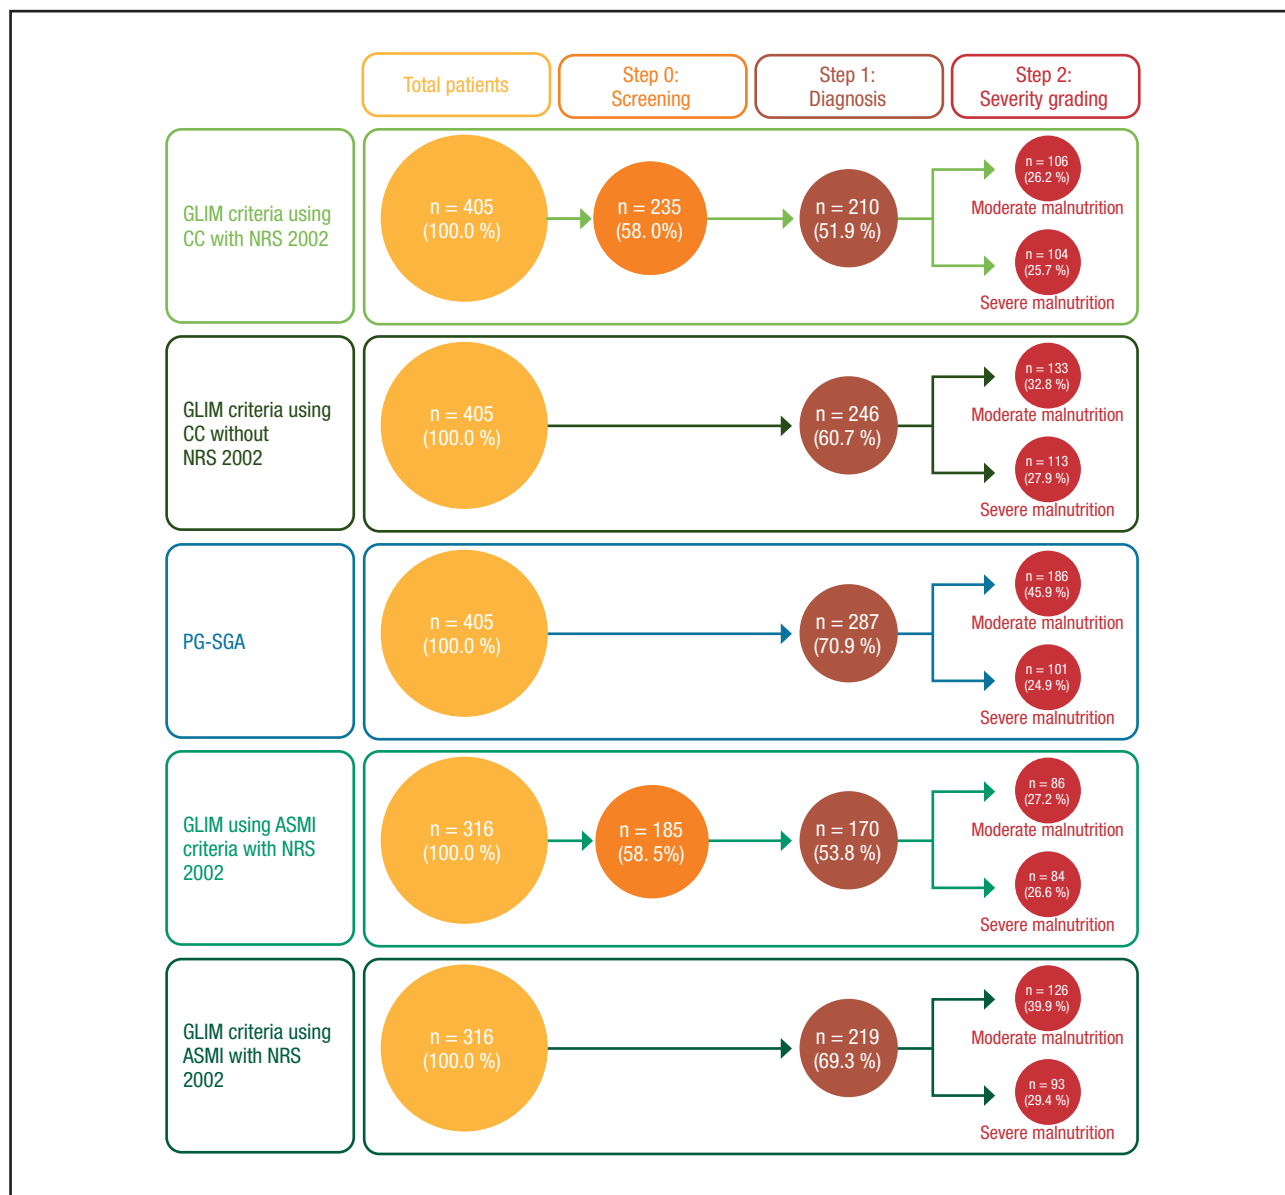 Total patients
Step 0:
Screening
Step 1:
Diagnosis
Step 2:
Severity grading
GLIM criteria using
CC with NRS 2002
n = 405
(100.0 %)
n = 235
(58. 0%)
n = 210
(51.9 %)
n = 106
(26.2 %)
Moderate malnutrition
n = 104
(25.7 %)
Severe malnutrition
GLIM criteria using
CC without
NRS 2002
n = 405
(100.0 %)
n = 246
(60.7 %)
n = 133
(32.8 %)
Moderate malnutrition
n = 113
(27.9 %)
Severe malnutrition
PG-SGA
n = 405
(100.0 %)
n = 287
(70.9 %)
n = 186
(45.9 %)
Moderate malnutrition
n = 101
(24.9 %)
Severe malnutrition
GLIM using ASMI
criteria with NRS
2002
n = 316
(100.0 %)
n = 185
(58. 5%)
n = 170
(53.8 %)
n = 86
(27.2 %)
Moderate malnutrition
n = 84
(26.6 %)
Severe malnutrition
GLIM criteria using
ASMI with NRS
2002
n = 316
(100.0 %)
n = 219
(69.3 %)
n = 126
(39.9 %)
Moderate malnutrition
n = 93
(29.4 %)
Severe malnutrition